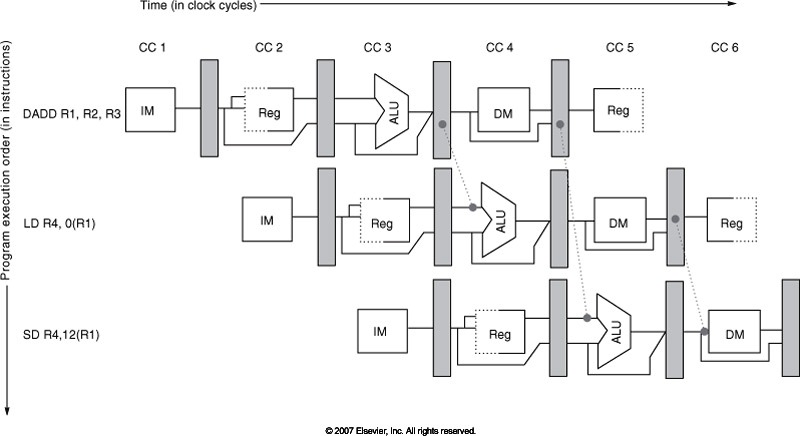 Time (in clock cycles)
CC 1 CC 2 CC 3 CC 4 CC 5 CC 6
Program execution order (in instructions)
DADD R1, R2, R3 IM Reg ALU DM Reg
LD R4, 0(R1) IM Reg ALU DM Reg
SD R4,12(R1) IM Reg ALU DM
© 2007 Elsevier, Inc. All rights reserved.